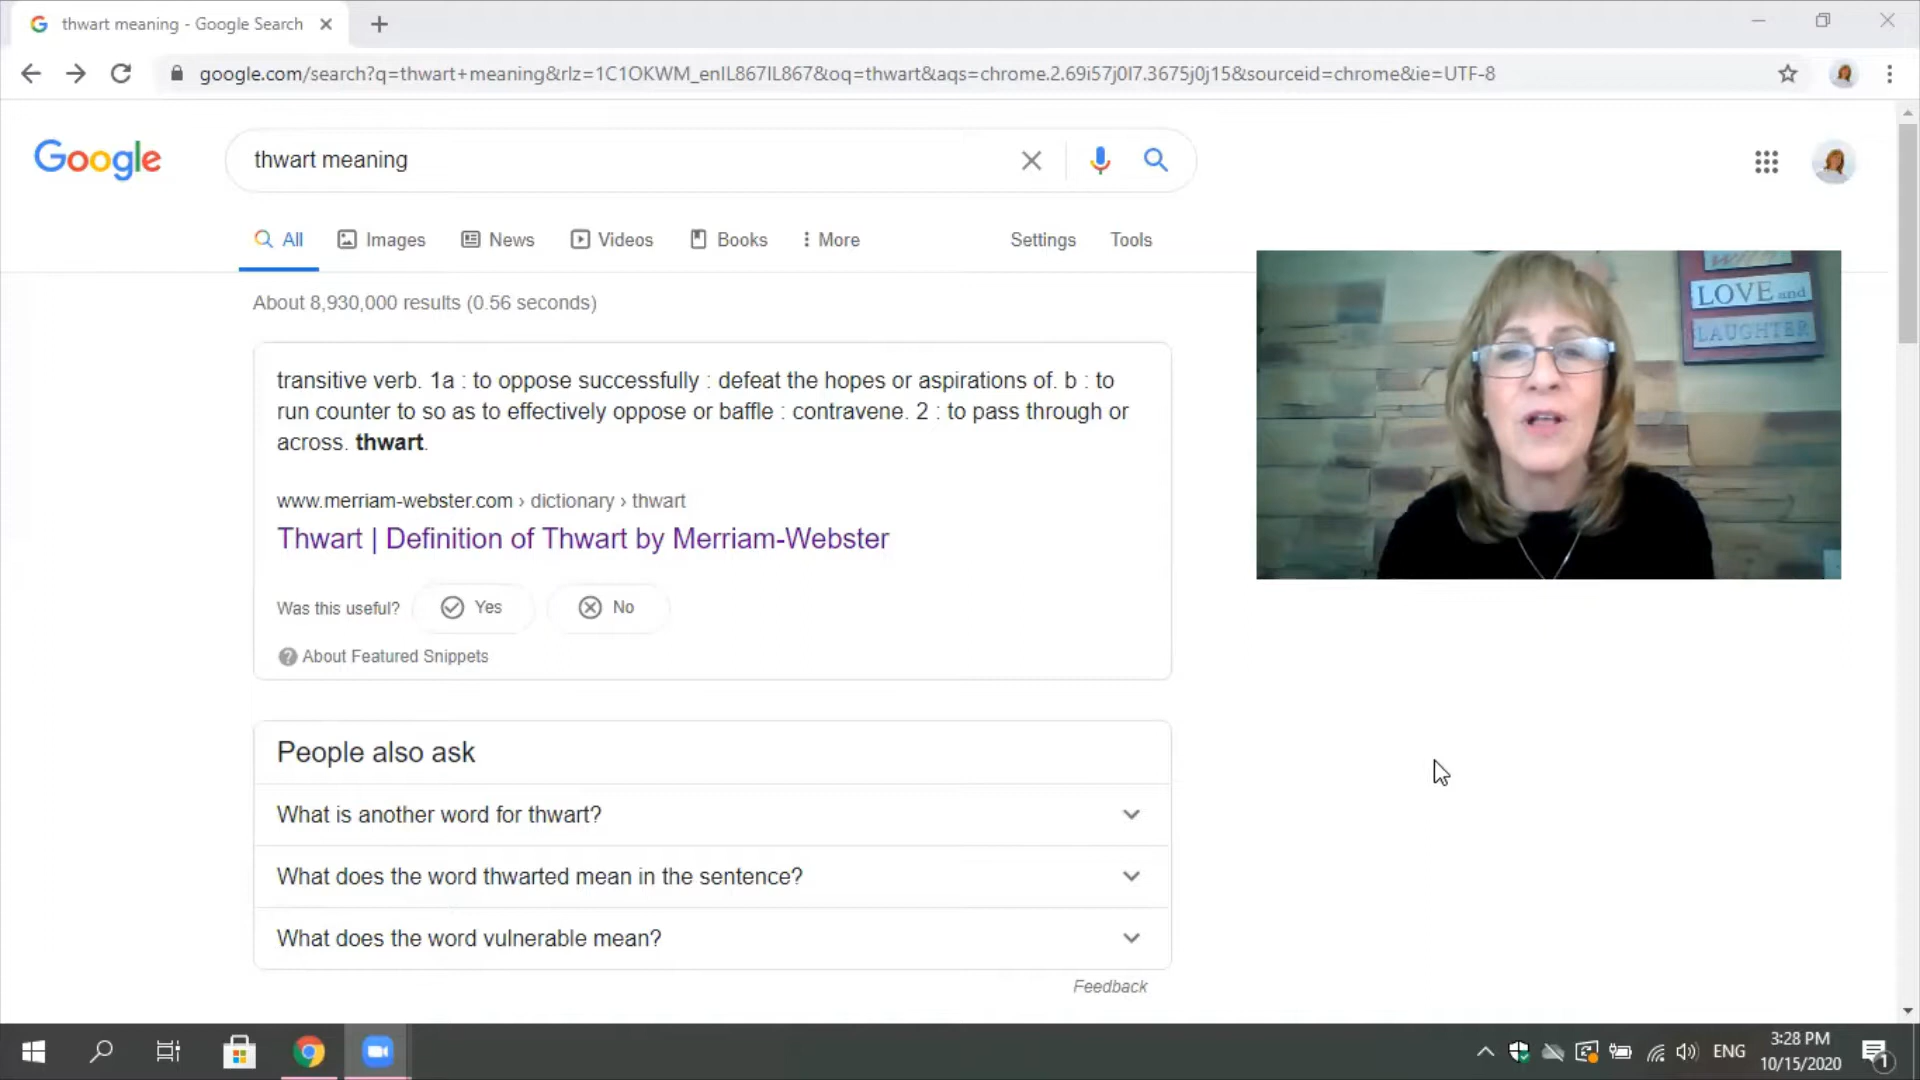 thwart meaning - Google Search
google.com/search?q=thwart+meaning&rlz=1C1OKWM_enIL867IL867&oq=thwart&aqs=chrome.2.69i57j0l7.3675j0j15&sourceid=chrome&ie=UTF-8
Google
thwart meaning
All Images News Videos Books More Settings Tools
About 8,930,000 results (0.56 seconds)
LOVE and
LAUGHTER
transitive verb. 1a : to oppose successfully : defeat the hopes or aspirations of. b : to
run counter to so as to effectively oppose or baffle : contravene. 2 : to pass through or
across. thwart.
www.merriam-webster.com › dictionary › thwart
Thwart | Definition of Thwart by Merriam-Webster
Was this useful? Yes No
About Featured Snippets
People also ask
What is another word for thwart?
What does the word thwarted mean in the sentence?
What does the word vulnerable mean?
Feedback
ENG
3:28 PM
10/15/2020
1